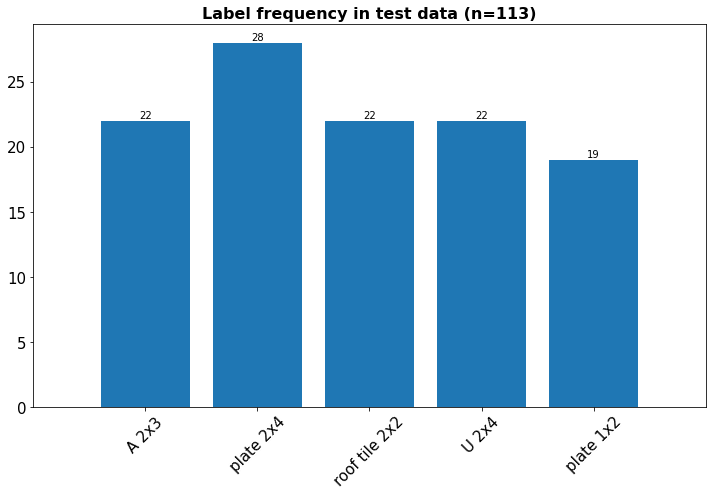 Label frequency in test data (n=113)
28
25
22
22
22
20
19
15
10
5
0
A 2x3
plate 2x4
roof tile 2x2
U 2x4
plate 1x2